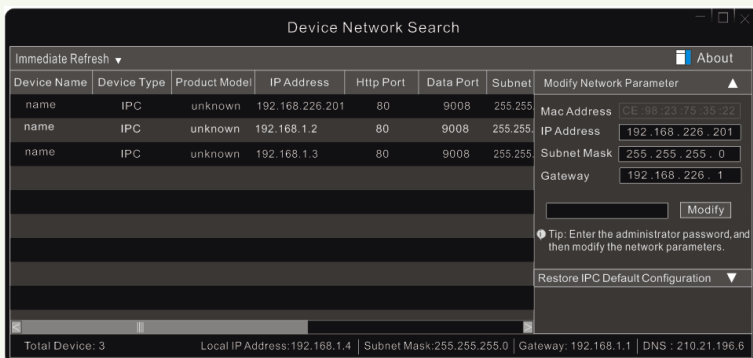 Device Network Search
Immediate Refresh
About
Device Name Device Type Product Model IP Address Http Port Data Port Subnet
name IPC unknown 192.168.226.201 80 9008 255.255.
name IPC unknown 192.168.1.2 80 9008 255.255.
name IPC unknown 192.168.1.3 80 9008 255.255.
Modify Network Parameter
Mac Address CE:98:23:75:35:22
IP Address 192.168.226.201
Subnet Mask 255.255.255.0
Gateway 192.168.226.1
Modify
Tip: Enter the administrator password, and
then modify the network parameters.
Restore IPC Default Configuration
Total Device: 3 Local IP Address:192.168.1.4 Subnet Mask:255.255.255.0 Gateway: 192.168.1.1 DNS : 210.21.196.6